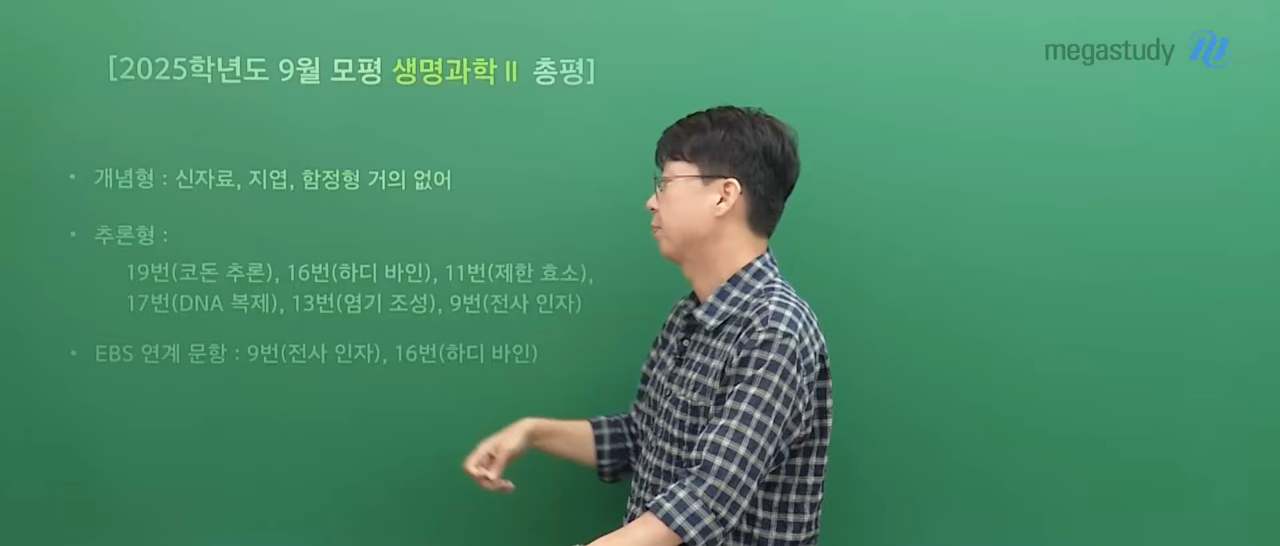 megastudy
[2025학년도 9월 모평 생명과학Ⅱ 총평]
• 개념형 : 신자료, 지엽, 함정형 거의 없어
• 추론형 :
19번(코돈 추론), 16번(하디 바인), 11번(제한 효소),
17번(DNA 복제), 13번(염기 조성), 9번(전사 인자)
• EBS 연계 문항 : 9번(전사 인자), 16번(하디 바인)